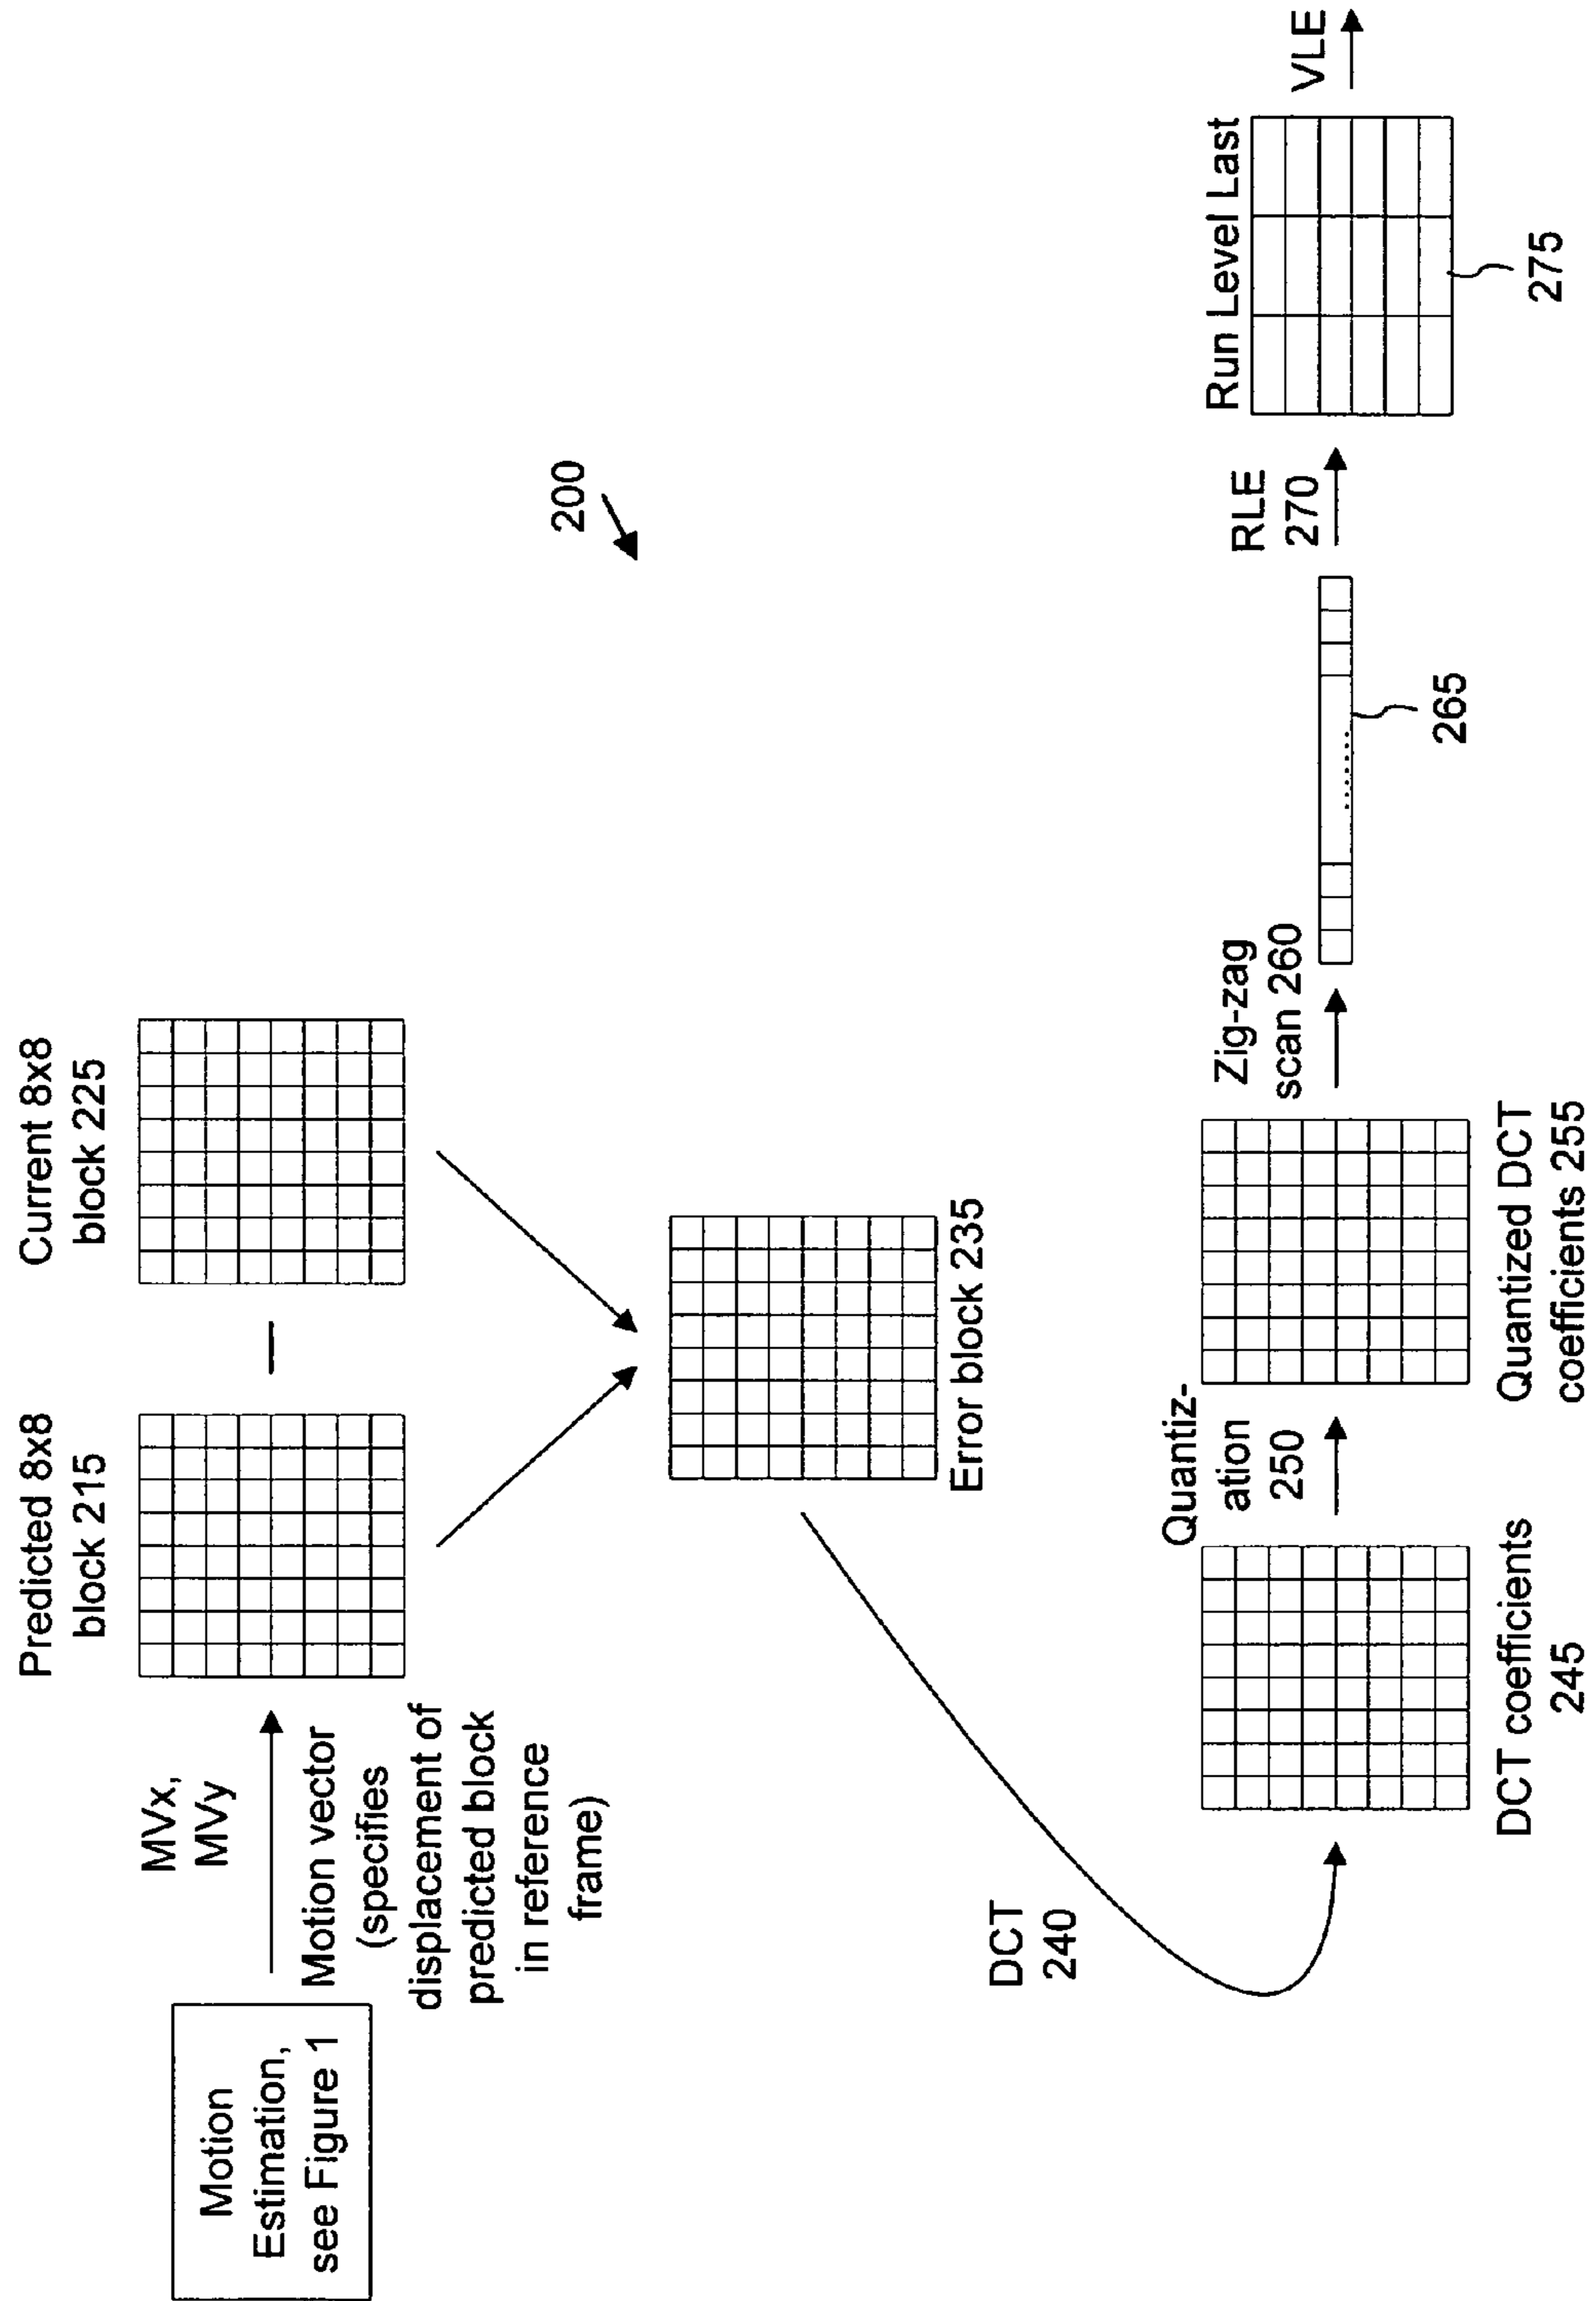 Motion
Estimation,
see Figure 1
MVx,
MVy
Motion vector
(specifies
displacement of
predicted block
in reference
frame)
Predicted 8x8
block 215
Current 8x8
block 225
200
Error block 235
DCT
240
DCT coefficients
245
Quantiz-
ation
250
Quantized DCT
coefficients 255
Zig-zag
scan 260
265
RLE
270
Run Level Last
275
VLE